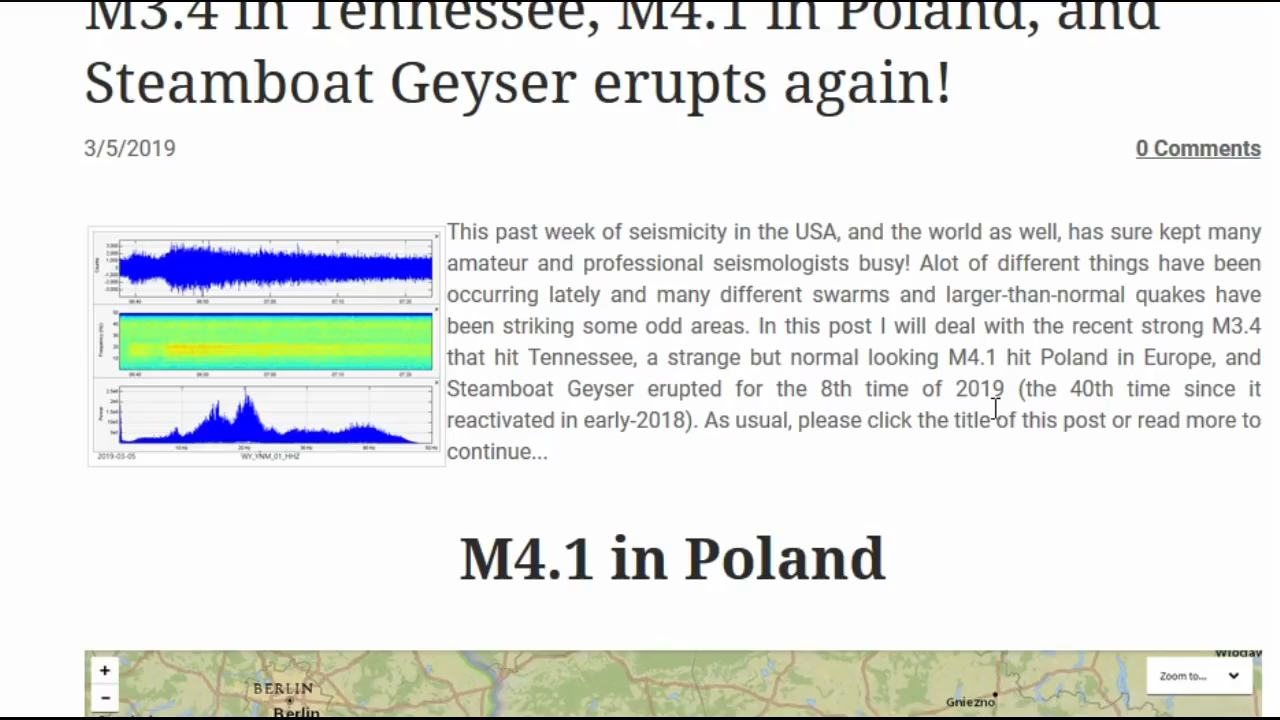 M3.4 in Tennessee, M4.1 in Poland, and
Steamboat Geyser erupts again!
3/5/2019
0 Comments
This past week of seismicity in the USA, and the world as well, has sure kept many
amateur and professional seismologists busy! Alot of different things have been
occurring lately and many different swarms and larger-than-normal quakes have
been striking some odd areas. In this post I will deal with the recent strong M3.4
that hit Tennessee, a strange but normal looking M4.1 hit Poland in Europe, and
Steamboat Geyser erupted for the 8th time of 2019 (the 40th time since it
reactivated in early-2018). As usual, please click the title of this post or read more to
continue...
2019-03-05
WY_YNM_01_HHZ
M4.1 in Poland
+
−
BERLIN
Berlin
Gniezno
Zoom to...